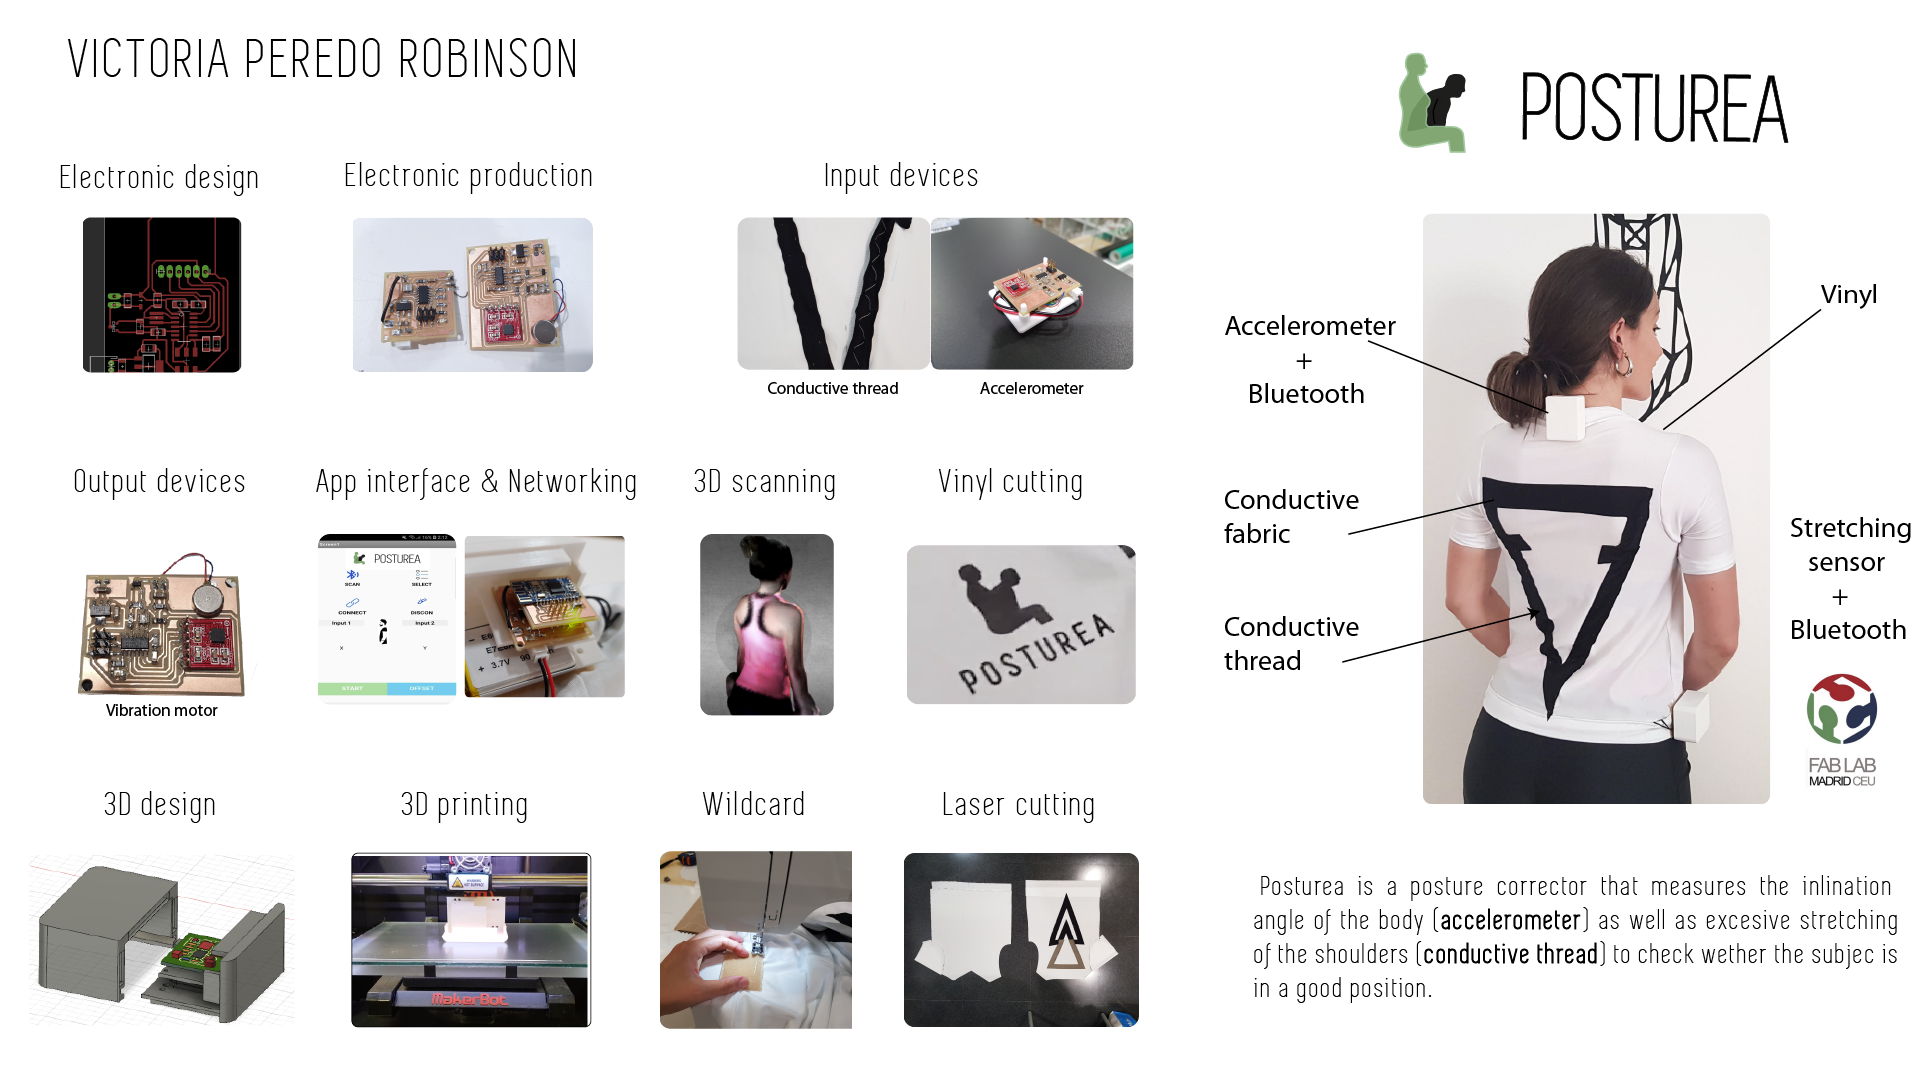 VICTORIA PEREDO ROBINSON
POSTUREA
Electronic design
Electronic production
Input devices
Conductive thread
Accelerometer
Output devices
Vibration motor
App interface & Networking
POSTUREA
SCAN
SELECT
CONNECT
DISCON
Input 1
Input 2
X
Y
START
OFFSET
+ 3.7V
3D scanning
Vinyl cutting
POSTUREA
3D design
3D printing
MakerBot
Wildcard
Laser cutting
Accelerometer
+
Bluetooth
Vinyl
Conductive
fabric
Conductive
thread
Stretching
sensor
+
Bluetooth
FAB LAB
MADRID CEU
Posturea is a posture corrector that measures the inlination
angle of the body (accelerometer) as well as excesive stretching
of the shoulders (conductive thread) to check wether the subjec is
in a good position.